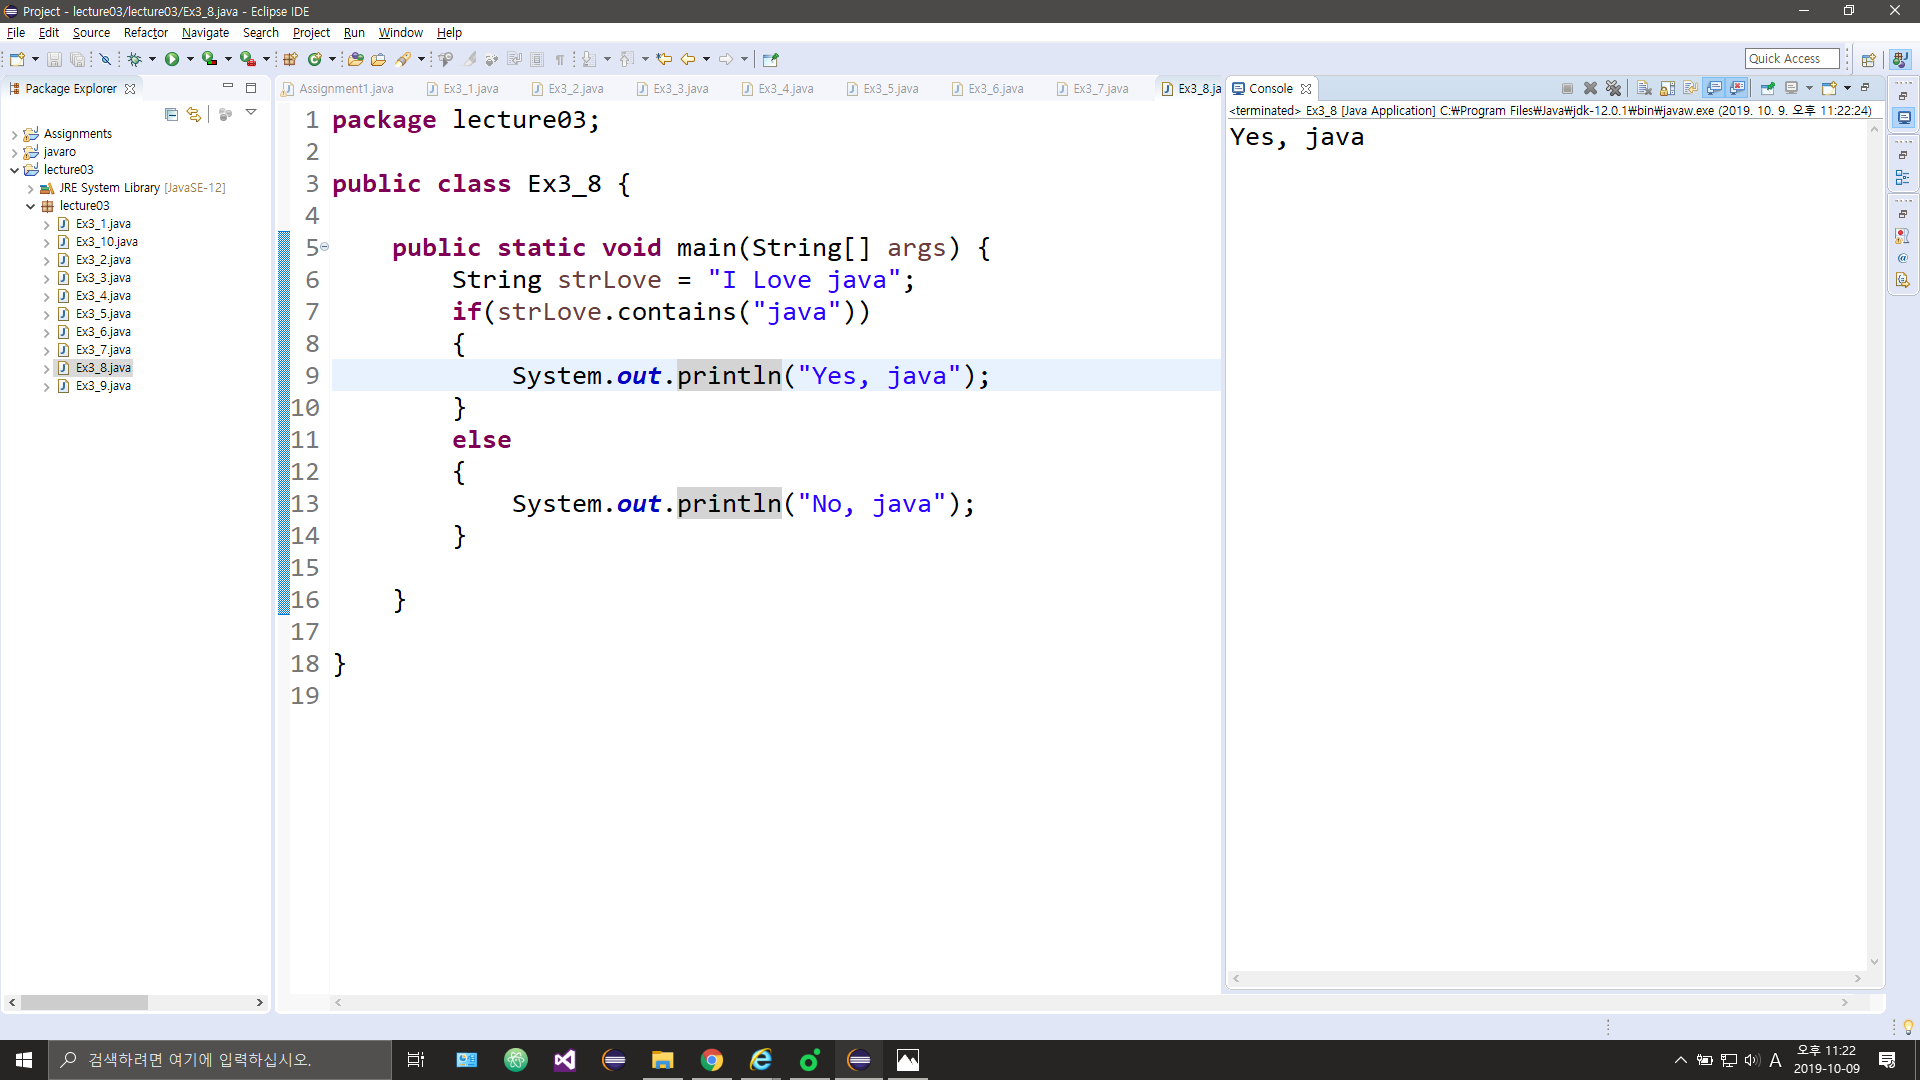 Project - lecture03/lecture03/Ex3_8.java - Eclipse IDE
File Edit Source Refactor Navigate Search Project Run Window Help
Quick Access
Package Explorer
Assignments
javaro
lecture03
JRE System Library [JavaSE-12]
lecture03
Ex3_1.java
Ex3_10.java
Ex3_2.java
Ex3_3.java
Ex3_4.java
Ex3_5.java
Ex3_6.java
Ex3_7.java
Ex3_8.java
Ex3_9.java
Assignment1.java Ex3_1.java Ex3_2.java Ex3_3.java Ex3_4.java Ex3_5.java Ex3_6.java Ex3_7.java Ex3_8.ja
1 package lecture03;
2
3 public class Ex3_8 {
4
5 public static void main(String[] args) {
6 String strLove = "I Love java";
7 if(strLove.contains("java"))
8 {
9 System.out.println("Yes, java");
10 }
11 else
12 {
13 System.out.println("No, java");
14 }
15
16 }
17
18 }
19
Console
<terminated> Ex3_8 [Java Application] C:₩Program Files₩Java₩jdk-12.0.1₩bin₩javaw.exe (2019. 10. 9. 오후 11:22:24)
Yes, java
검색하려면 여기에 입력하십시오.
A
오후 11:22
2019-10-09